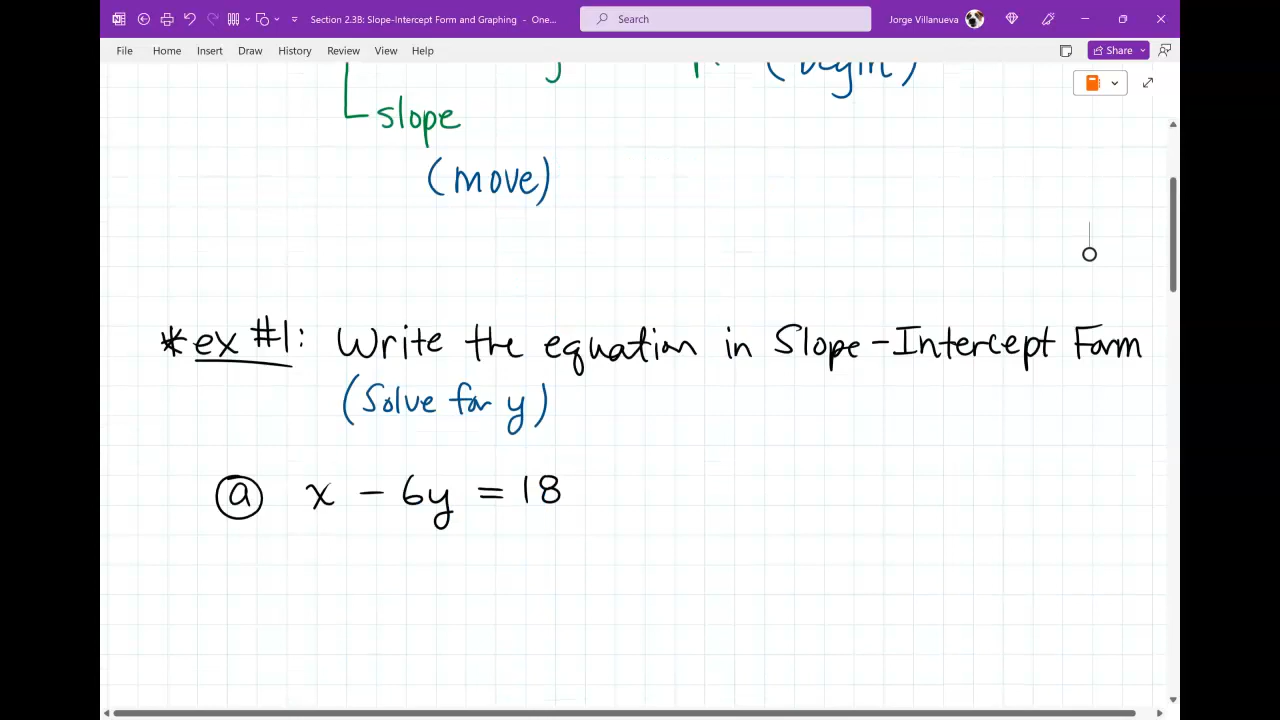 Section 2.3B: Slope-Intercept Form and Graphing - One...
Search
Jorge Villanueva
File Home Insert Draw History Review View Help
Share
(begin)
slope
(move)
*ex #1: Write the equation in Slope-Intercept Form
(Solve for y)
a x - 6y = 18